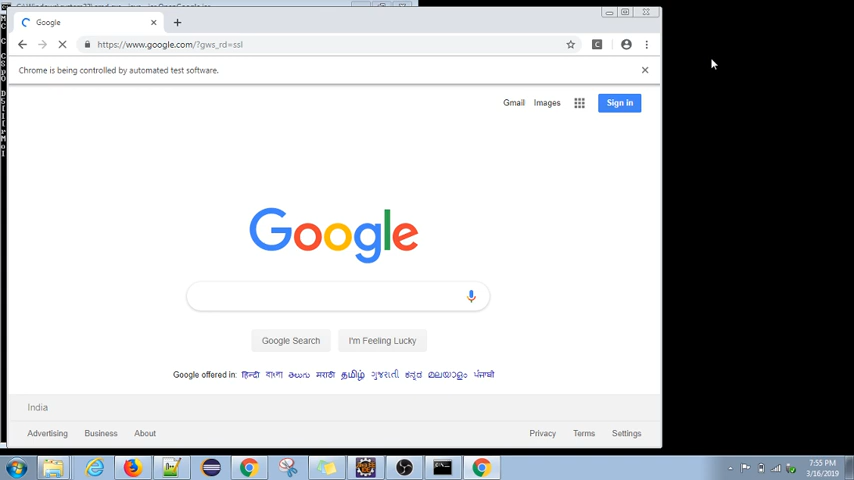 Google
https://www.google.com/?gws_rd=ssl
C
Chrome is being controlled by automated test software.
Gmail Images Sign in
Google
Google Search I'm Feeling Lucky
Google offered in: हिन्दी বাংলা తెలుగు मराठी தமிழ் ગુજરાતી ಕನ್ನಡ മലയാളം ਪੰਜਾਬੀ
India
Advertising Business About Privacy Terms Settings
7:55 PM
3/16/2019